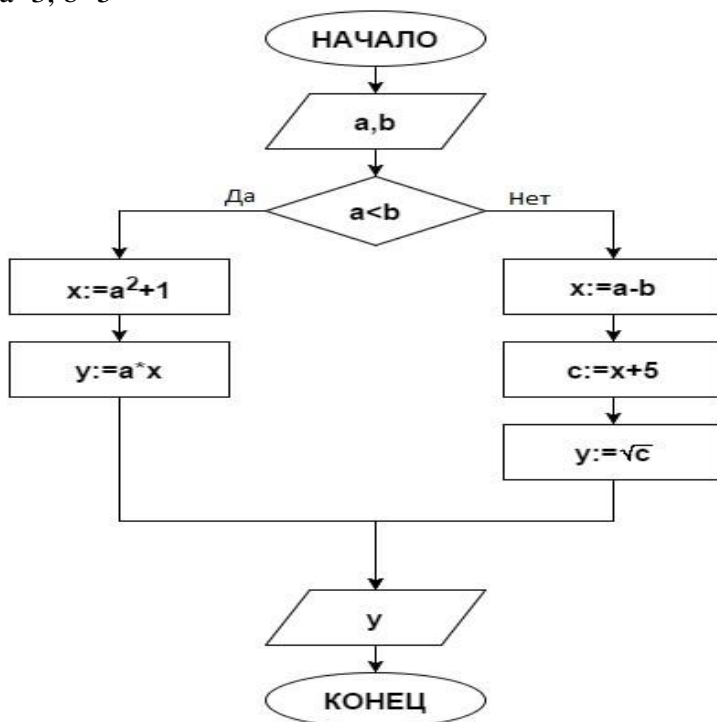 НАЧАЛО
a,b
Да
a<b
Нет
x:=a²+1
x:=a-b
y:=a*x
c:=x+5
y:=√c
y
КОНЕЦ